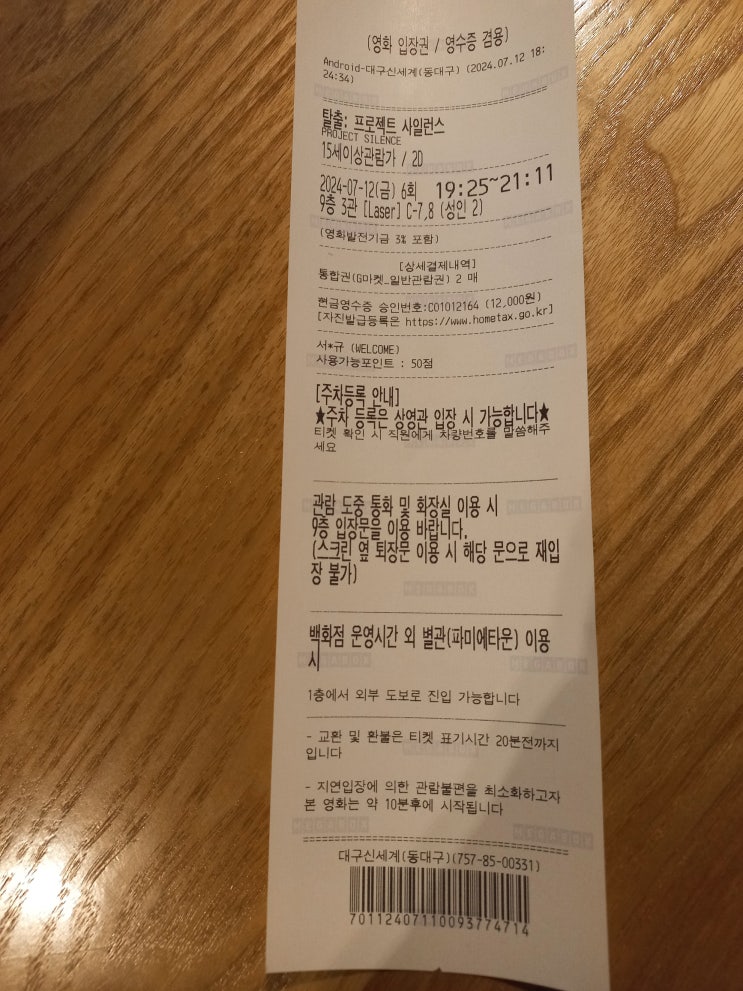 (영화 입장권 / 영수증 겸용)
Android-대구신세계(동대구) (2024.07.12 18:
24:34)
탈출: 프로젝트 사일런스
PROJECT SILENCE
15세이상관람가 / 2D
2024-07-12(금) 6회 19:25~21:11
9층 3관 [Laser] C-7,8 (성인 2)
(영화발전기금 3% 포함)
[상세결제내역]
통합권(G마켓_일반관람권) 2 매
현금영수증 승인번호:C01012164 (12,000원)
[자진발급등록은 https://www.hometax.go.kr]
서*규 (WELCOME)
사용가능포인트 : 50점
[주차등록 안내]
★주차 등록은 상영관 입장 시 가능합니다★
티켓 확인 시 직원에게 차량번호를 말씀해주
세요
관람 도중 통화 및 화장실 이용 시
9층 입장문을 이용 바랍니다.
(스크린 옆 퇴장문 이용 시 해당 문으로 재입
장 불가)
백화점 운영시간 외 별관(파미에타운) 이용
시
1층에서 외부 도보로 진입 가능합니다
- 교환 및 환불은 티켓 표기시간 20분전까지
입니다
- 지연입장에 의한 관람불편을 최소화하고자
본 영화는 약 10분후에 시작됩니다
대구신세계(동대구)(757-85-00331)
70112407110093774714